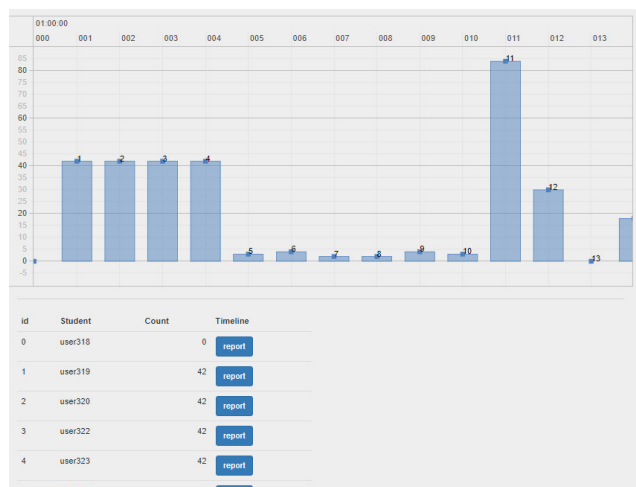 01:00:00
000 001 002 003 004 005 006 007 008 009 010 011 012 013
85
80
75
70
65
60
55
50
45
40
35
30
25
20
15
10
5
0
-5
1 2 3 4 5 6 7 8 9 10 11 12 13
id Student Count Timeline
0 user318 0 report
1 user319 42 report
2 user320 42 report
3 user322 42 report
4 user323 42 report